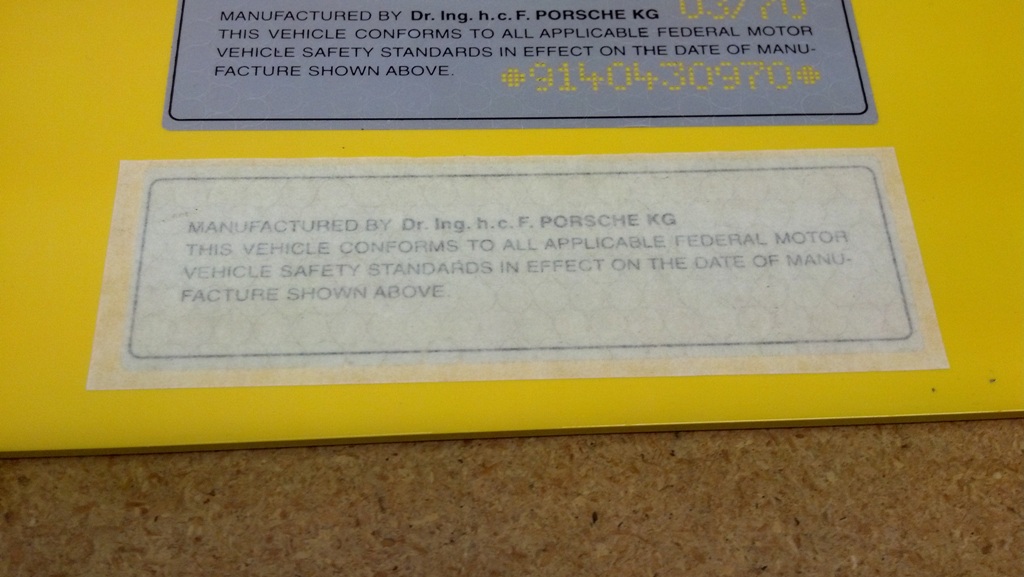 MANUFACTURED BY Dr. Ing. h.c. F. PORSCHE KG 03/70
THIS VEHICLE CONFORMS TO ALL APPLICABLE FEDERAL MOTOR
VEHICLE SAFETY STANDARDS IN EFFECT ON THE DATE OF MANU-
FACTURE SHOWN ABOVE. *9140430970*
MANUFACTURED BY Dr. Ing. h.c. F. PORSCHE KG
THIS VEHICLE CONFORMS TO ALL APPLICABLE FEDERAL MOTOR
VEHICLE SAFETY STANDARDS IN EFFECT ON THE DATE OF MANU-
FACTURE SHOWN ABOVE.